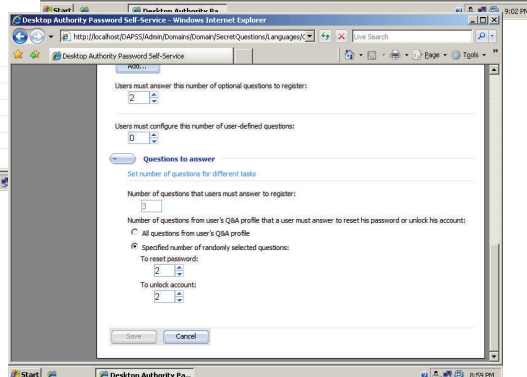 Start
Desktop Authority Pa...
9:02 PM
Desktop Authority Password Self-Service - Windows Internet Explorer
http://localhost/DAPSS/Admin/Domains/Domain/SecretQuestions/Languages/C
Live Search
Desktop Authority Password Self-Service
Page
Tools
Add...
Users must answer this number of optional questions to register:
2
Users must configure this number of user-defined questions:
0
Questions to answer
Set number of questions for different tasks
Number of questions that users must answer to register:
3
Number of questions from user's Q&A profile that a user must answer to reset his password or unlock his account:
All questions from user's Q&A profile
Specified number of randomly selected questions:
To reset password:
2
To unlock account:
2
Save
Cancel
Start
Desktop Authority Pa...
8:59 PM